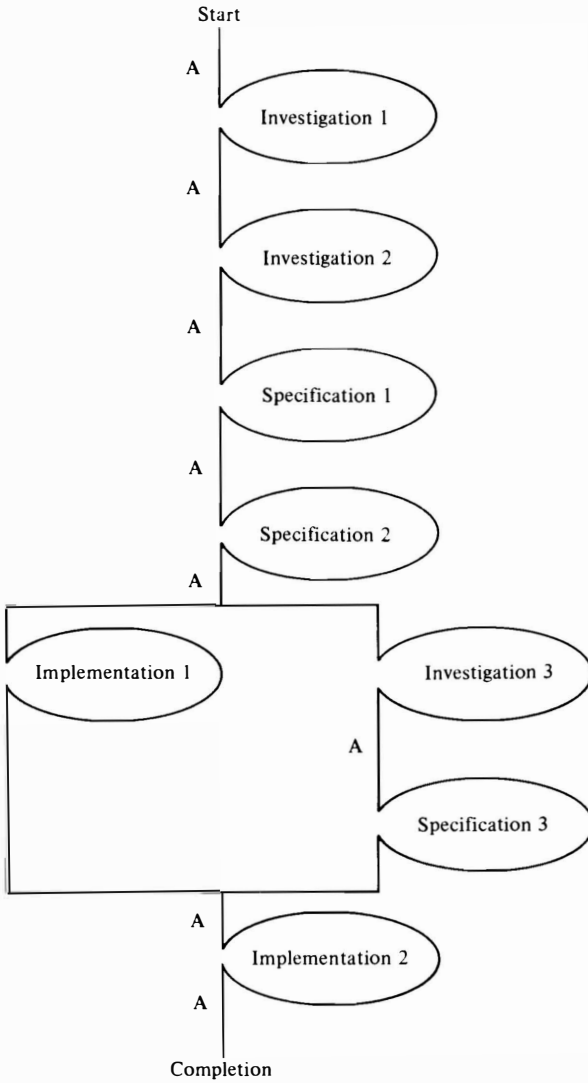 Start
A
Investigation 1
A
Investigation 2
A
Specification 1
A
Specification 2
A
Implementation 1
Investigation 3
A
Specification 3
A
Implementation 2
A
Completion